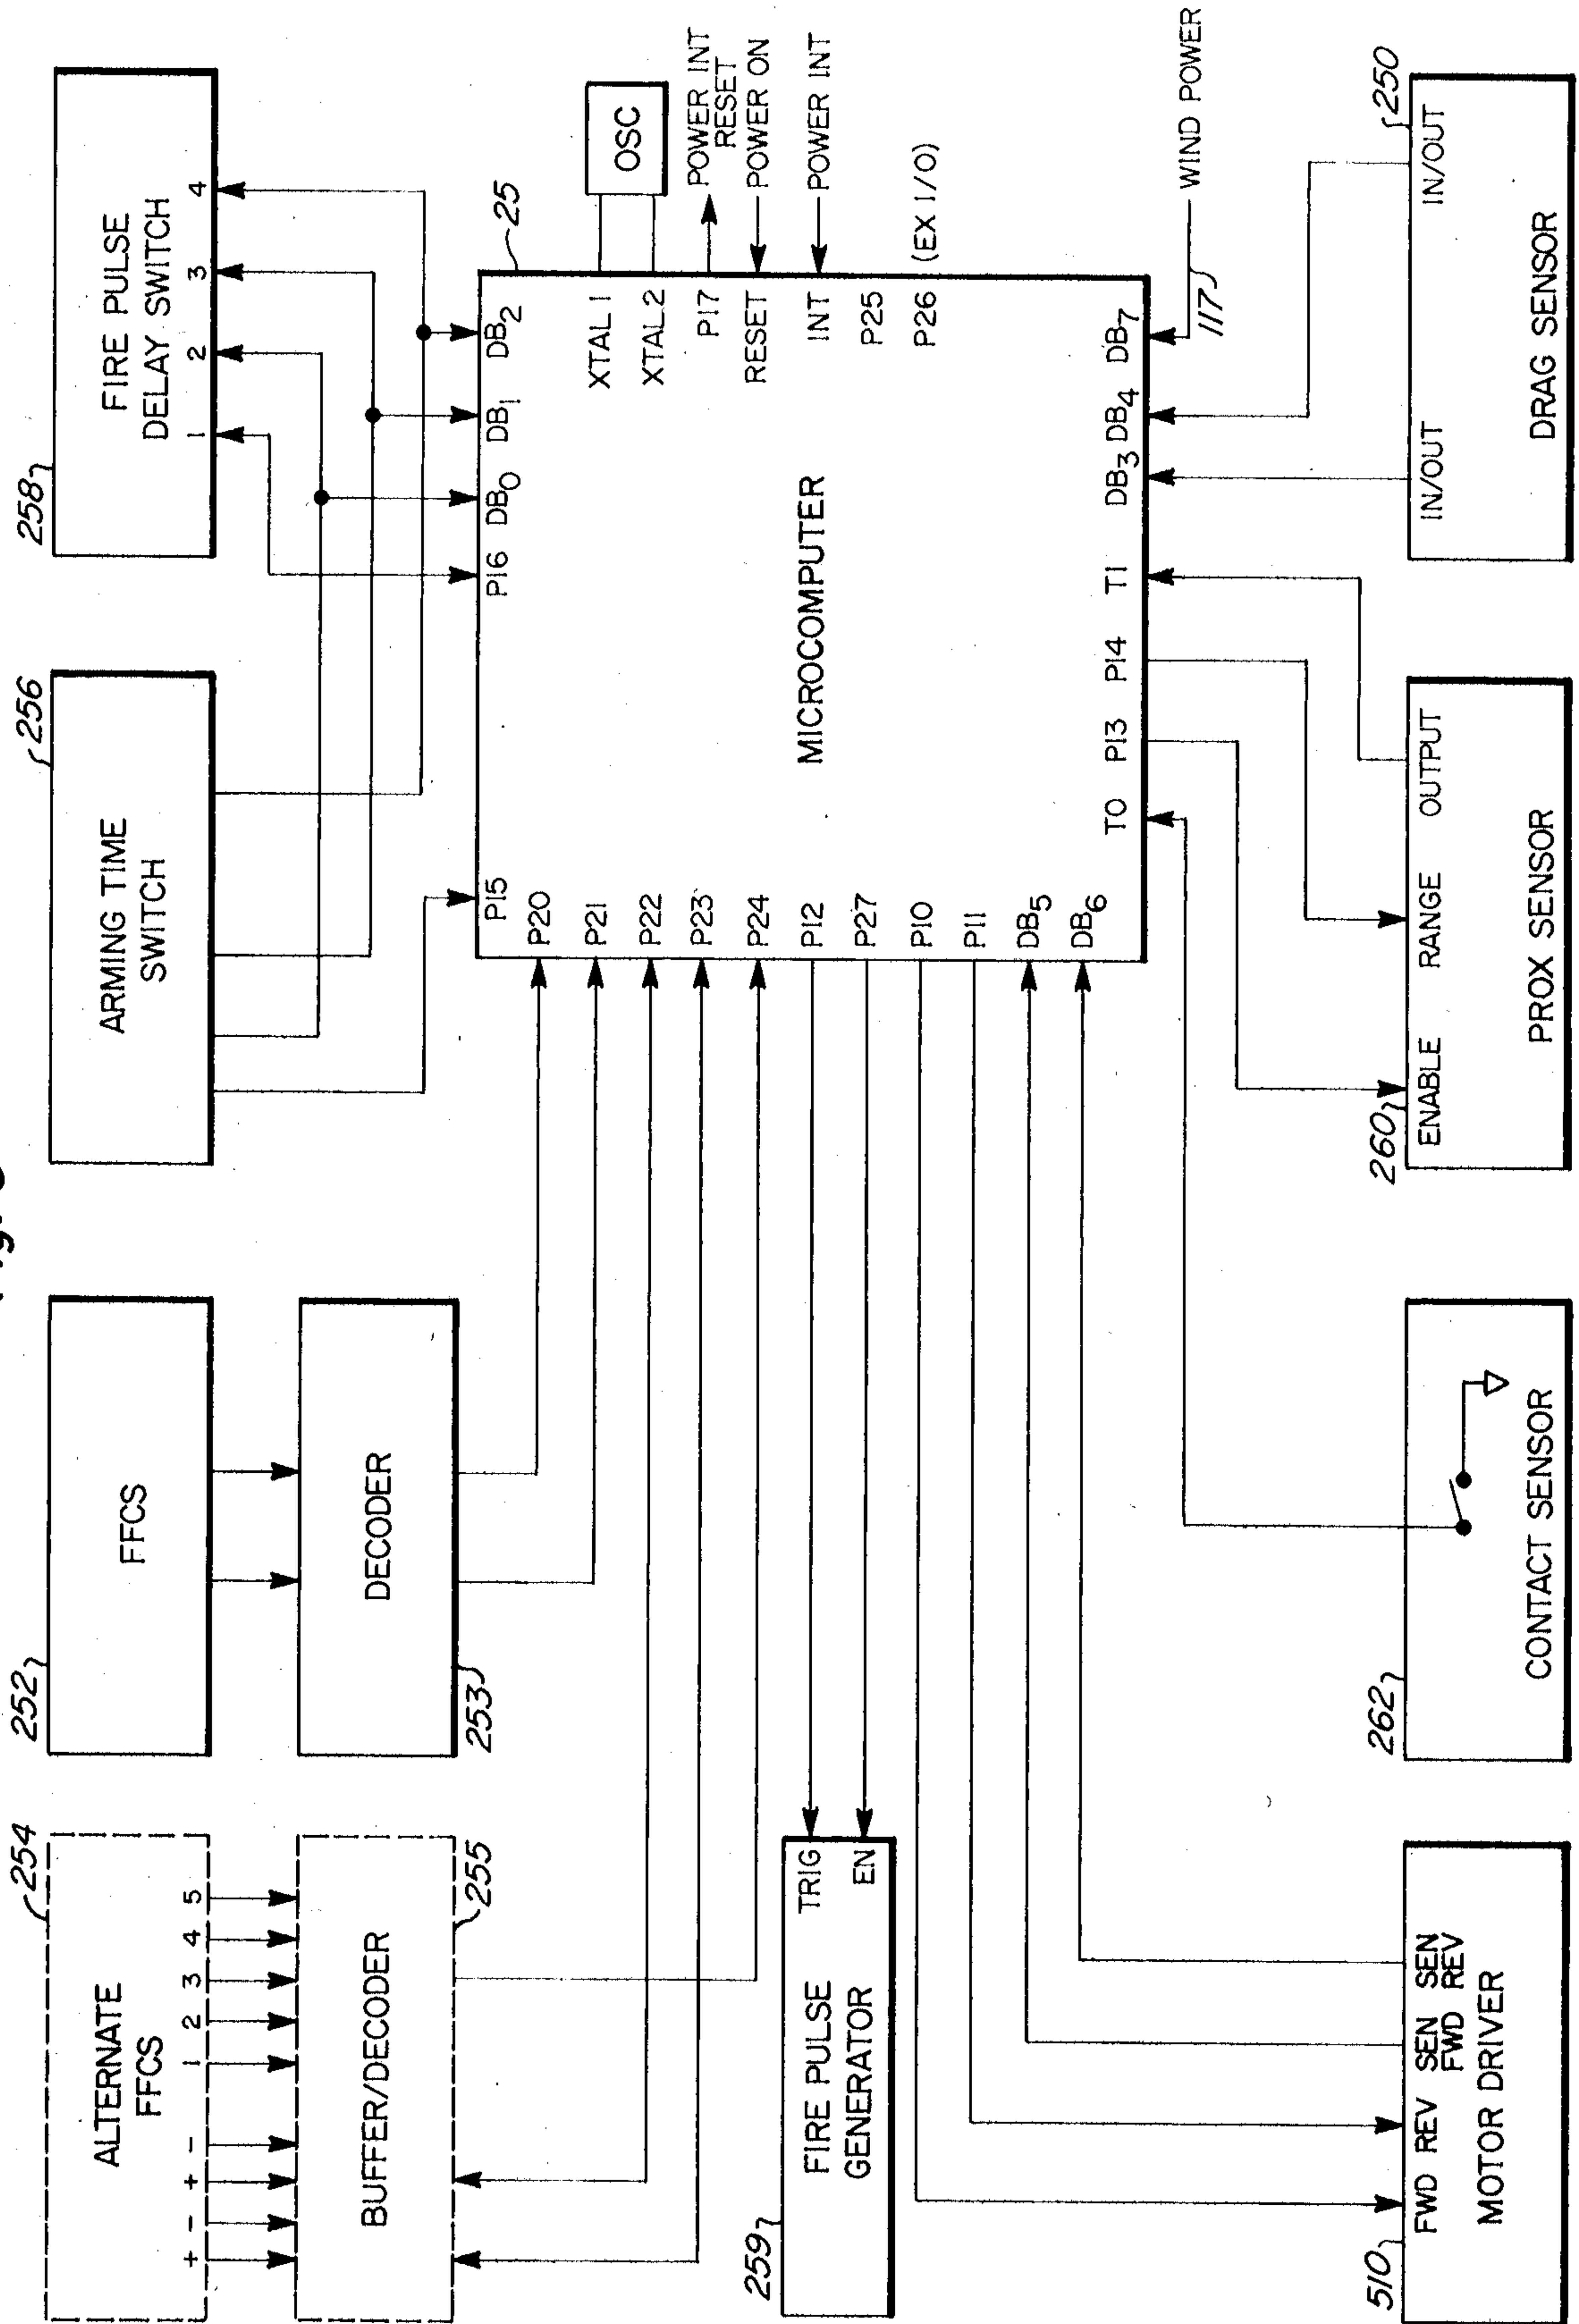 254
ALTERNATE
FFCS
+ - + - 1 2 3 4 5
BUFFER/DECODER
255
252
FFCS
DECODER
253
256
ARMING TIME
SWITCH
258
FIRE PULSE
DELAY SWITCH
1 2 3 4
259
FIRE PULSE
GENERATOR
TRIG
EN
25
P15
P16
DB0
DB1
DB2
P20
P21
P22
P23
P24
P12
P27
P10
P11
DB5
DB6
MICROCOMPUTER
XTAL 1
XTAL 2
P17
RESET
INT
P25
P26
(EX I/O)
OSC
POWER INT
RESET
POWER ON
POWER INT
T0
P13
P14
T1
DB3
DB4
DB7
117
WIND POWER
510
FWD REV SEN SEN
FWD REV
MOTOR DRIVER
262
CONTACT SENSOR
260
ENABLE RANGE OUTPUT
PROX SENSOR
250
IN/OUT IN/OUT
DRAG SENSOR